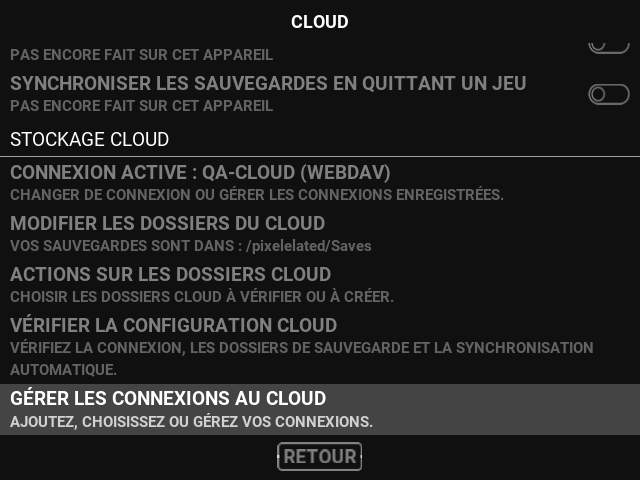 CLOUD
PAS ENCORE FAIT SUR CET APPAREIL
SYNCHRONISER LES SAUVEGARDES EN QUITTANT UN JEU
PAS ENCORE FAIT SUR CET APPAREIL
STOCKAGE CLOUD
CONNEXION ACTIVE : QA-CLOUD (WEBDAV)
CHANGER DE CONNEXION OU GÉRER LES CONNEXIONS ENREGISTRÉES.
MODIFIER LES DOSSIERS DU CLOUD
VOS SAUVEGARDES SONT DANS : /pixelelated/Saves
ACTIONS SUR LES DOSSIERS CLOUD
CHOISIR LES DOSSIERS CLOUD À VÉRIFIER OU À CRÉER.
VÉRIFIER LA CONFIGURATION CLOUD
VÉRIFIEZ LA CONNEXION, LES DOSSIERS DE SAUVEGARDE ET LA SYNCHRONISATION
AUTOMATIQUE.
GÉRER LES CONNEXIONS AU CLOUD
AJOUTEZ, CHOISISSEZ OU GÉREZ VOS CONNEXIONS.
RETOUR